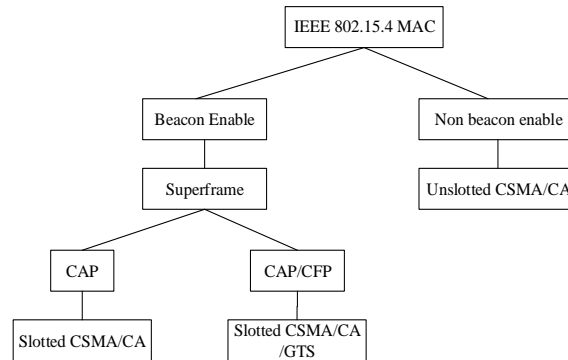 IEEE 802.15.4 MAC
Beacon Enable
Non beacon enable
Superframe
Unslotted CSMA/CA
CAP
CAP/CFP
Slotted CSMA/CA
Slotted CSMA/CA
/GTS